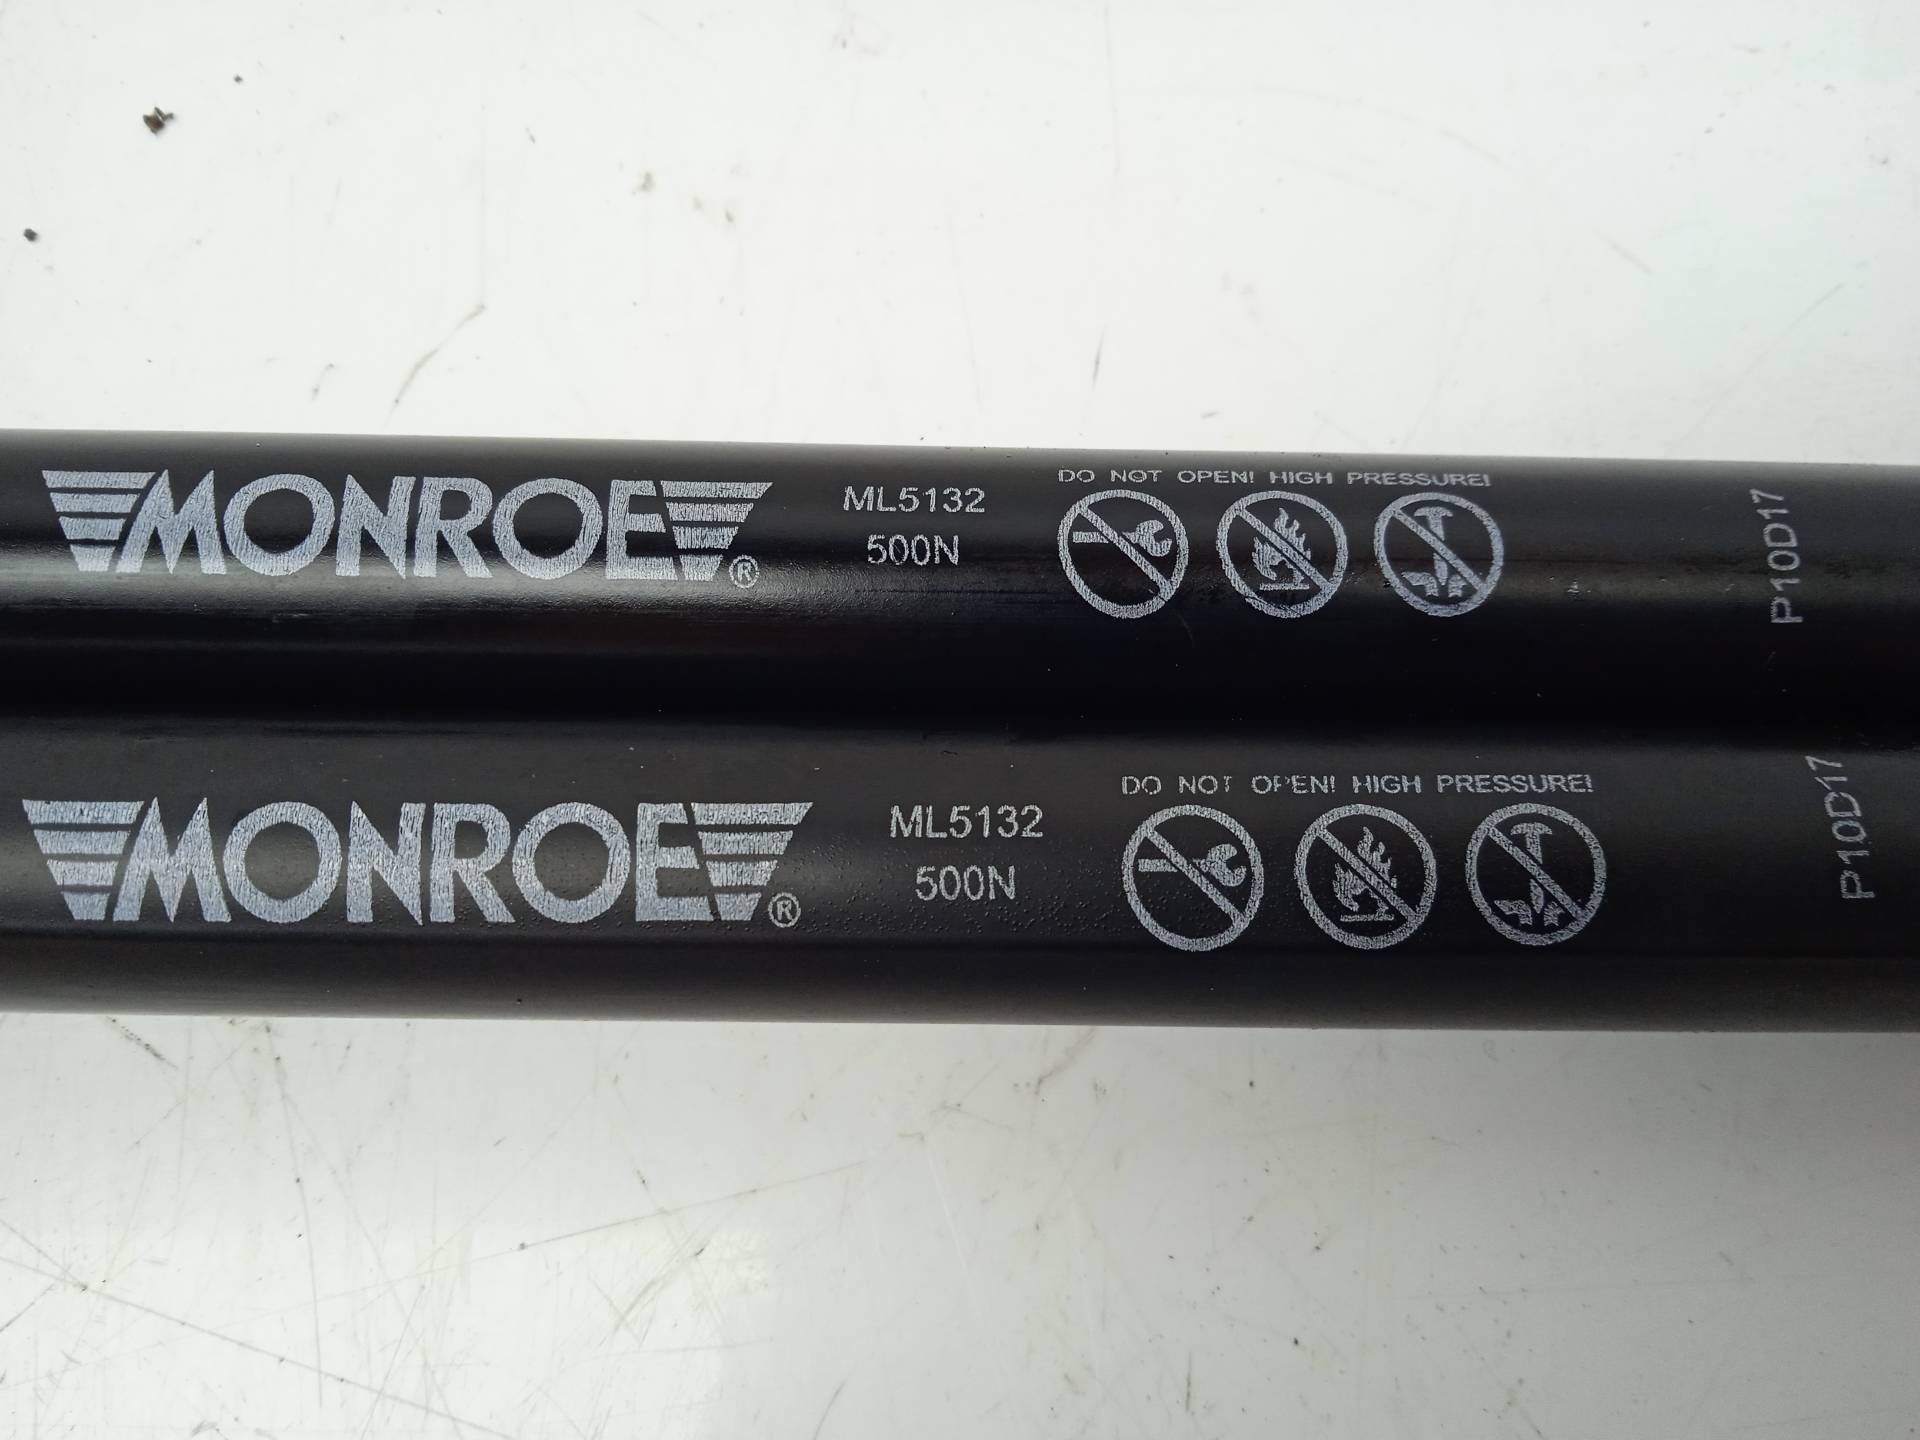 MONROE®
ML5132
500N
DO NOT OPEN! HIGH PRESSURE!
P10D17
MONROE®
ML5132
500N
DO NOT OPEN! HIGH PRESSURE!
P10D17